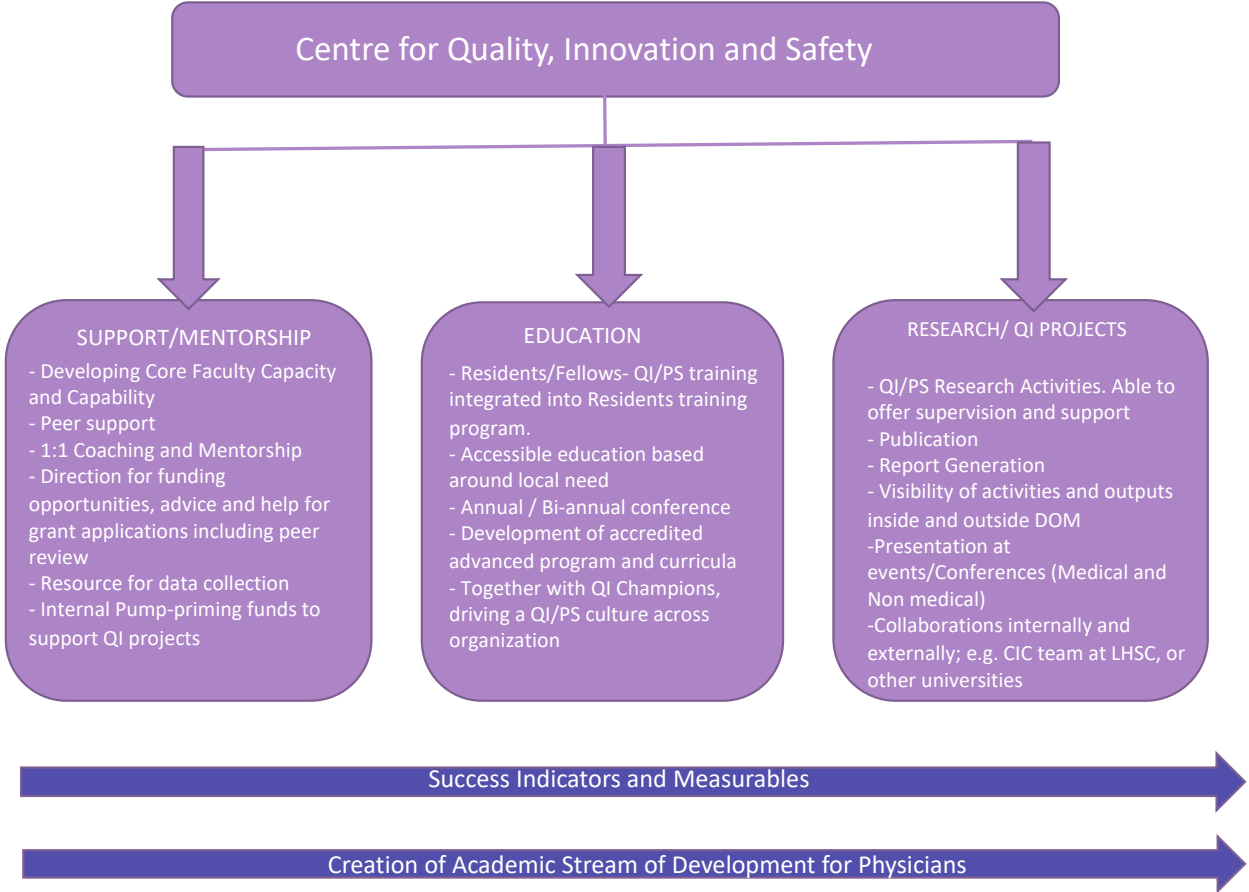 Centre for Quality, Innovation and Safety
SUPPORT/MENTORSHIP
- Developing Core Faculty Capacity
and Capability
- Peer support
- 1:1 Coaching and Mentorship
- Direction for funding
opportunities, advice and help for
grant applications including peer
review
- Resource for data collection
- Internal Pump-priming funds to
support QI projects
EDUCATION
- Residents/Fellows- QI/PS training
integrated into Residents training
program.
- Accessible education based
around local need
- Annual / Bi-annual conference
- Development of accredited
advanced program and curricula
- Together with QI Champions,
driving a QI/PS culture across
organization
RESEARCH/ QI PROJECTS
- QI/PS Research Activities. Able to
offer supervision and support
- Publication
- Report Generation
- Visibility of activities and outputs
inside and outside DOM
-Presentation at
events/Conferences (Medical and
Non medical)
-Collaborations internally and
externally; e.g. CIC team at LHSC, or
other universities
Success Indicators and Measurables
Creation of Academic Stream of Development for Physicians